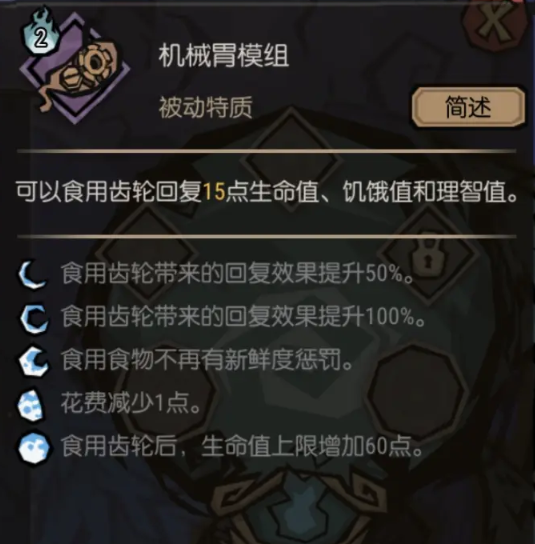 2
机械胃模组
被动特质
简述
可以食用齿轮回复15点生命值、饥饿值和理智值。
食用齿轮带来的回复效果提升50%。
食用齿轮带来的回复效果提升100%。
食用食物不再有新鲜度惩罚。
花费减少1点。
食用齿轮后，生命值上限增加60点。